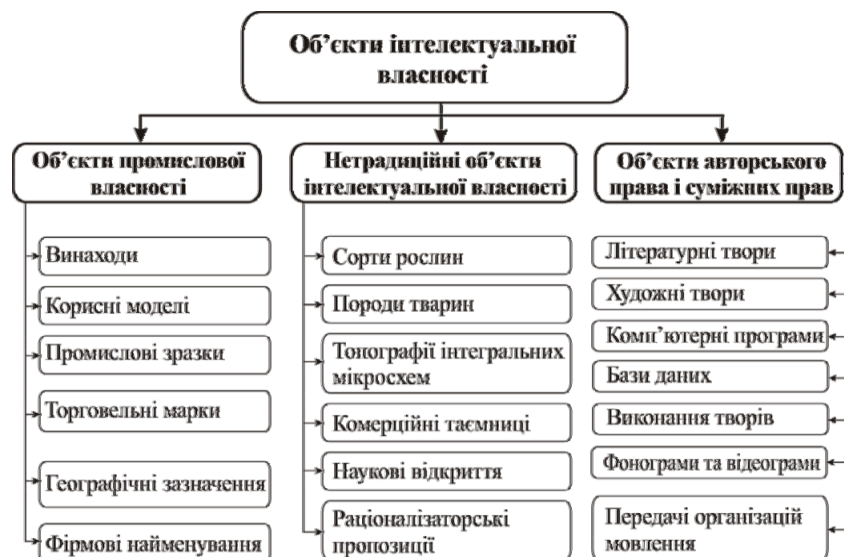 Об’єкти інтелектуальної
власності
Об’єкти промислової
власності
Винаходи
Корисні моделі
Промислові зразки
Торговельні марки
Географічні зазначення
Фірмові найменування
Нетрадиційні об’єкти
інтелектуальної власності
Сорти рослин
Породи тварин
Топографії інтегральних
мікросхем
Комерційні таємниці
Наукові відкриття
Раціоналізаторські
пропозиції
Об’єкти авторського
права і суміжних прав
Літературні твори
Художні твори
Комп’ютерні програми
Бази даних
Виконання творів
Фонограми та відеограми
Передачі організацій
мовлення